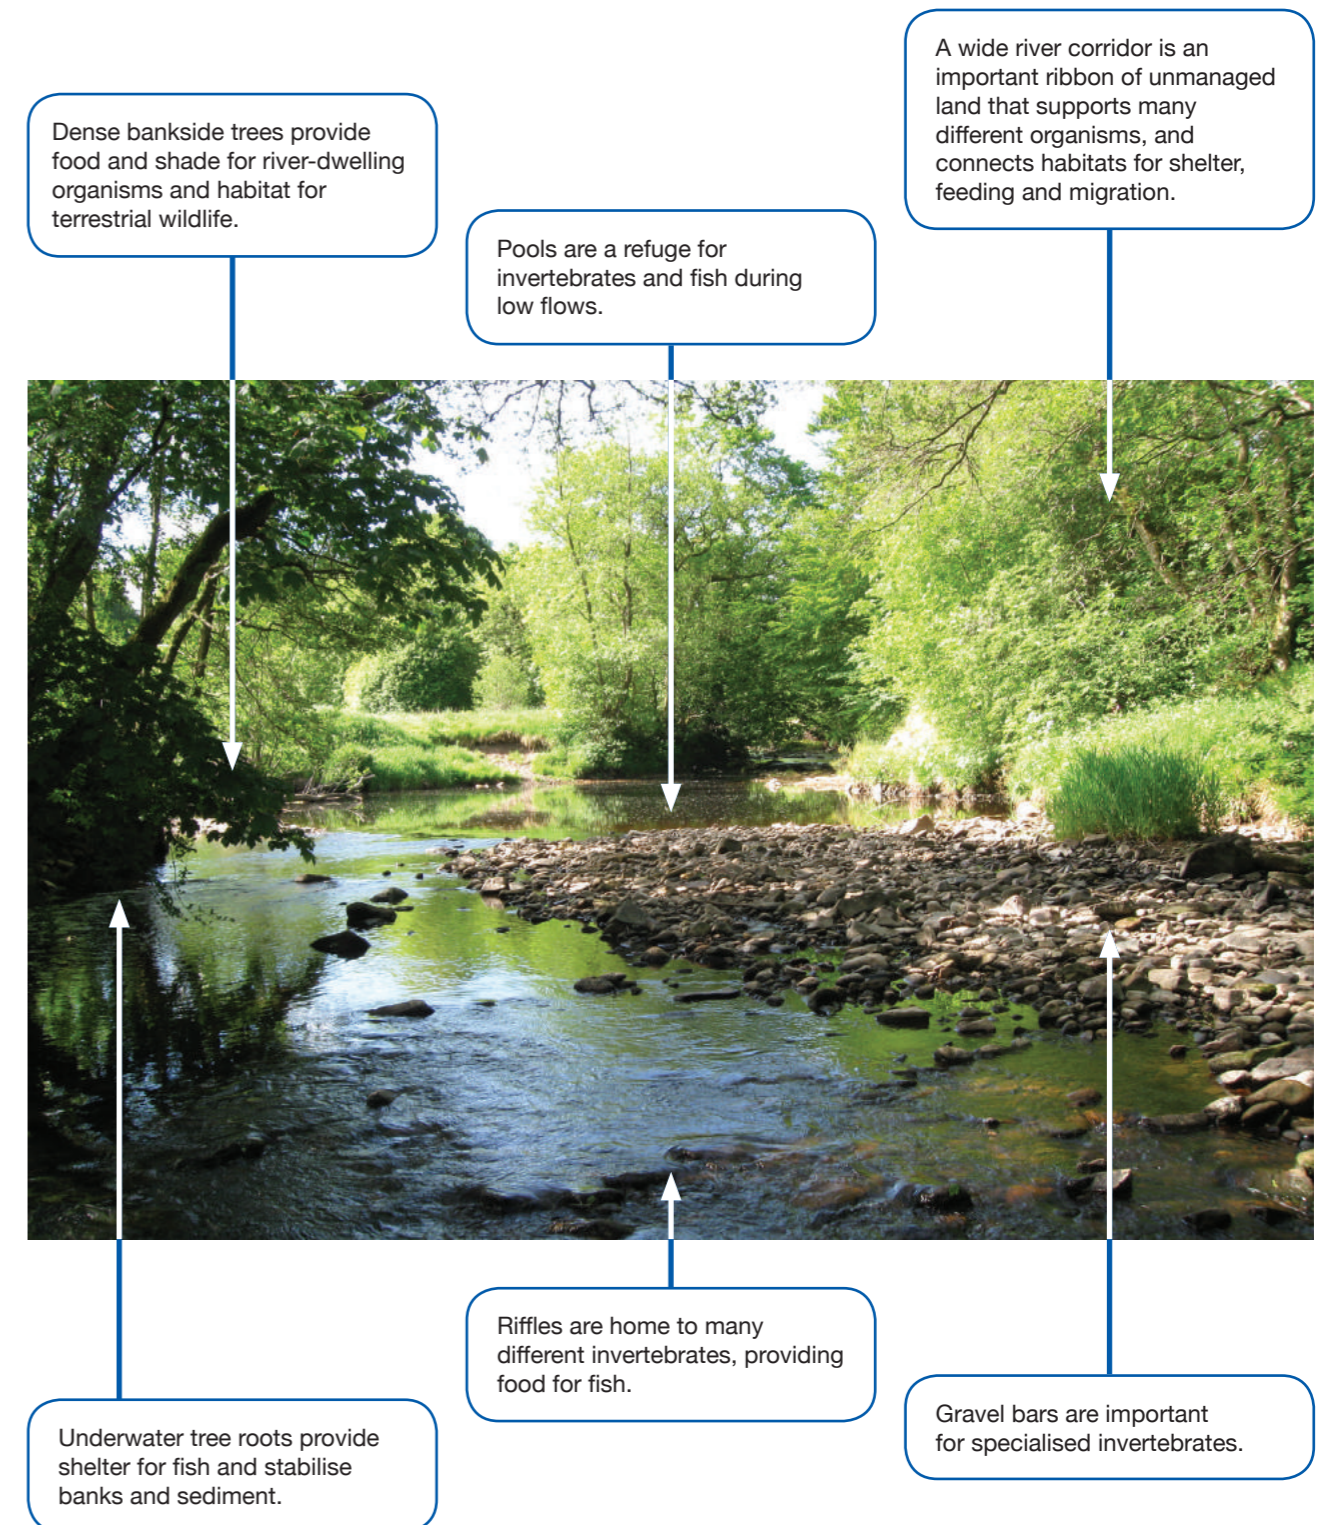 Dense bankside trees provide
food and shade for river-dwelling
organisms and habitat for
terrestrial wildlife.
Pools are a refuge for
invertebrates and fish during
low flows.
A wide river corridor is an
important ribbon of unmanaged
land that supports many
different organisms, and
connects habitats for shelter,
feeding and migration.
Underwater tree roots provide
shelter for fish and stabilise
banks and sediment.
Riffles are home to many
different invertebrates, providing
food for fish.
Gravel bars are important
for specialised invertebrates.